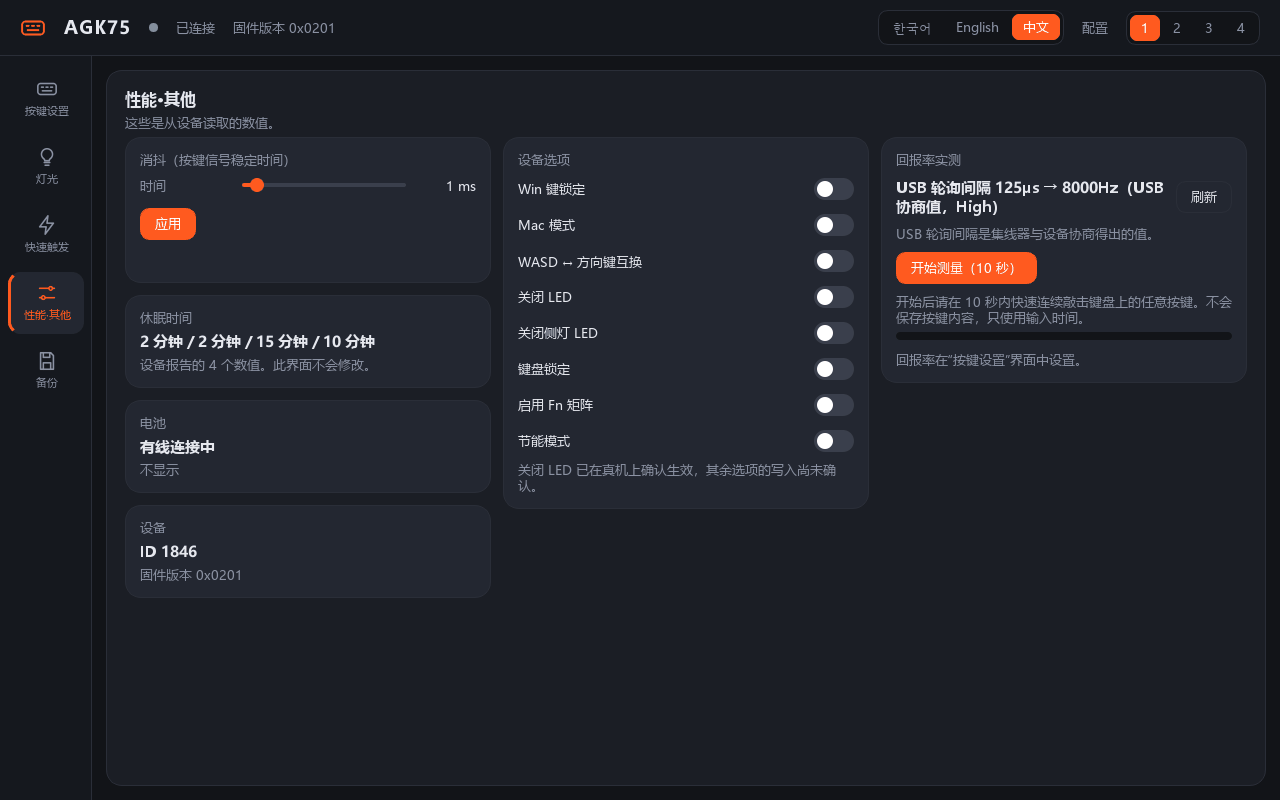 AGK75
已连接
固件版本 0x0201
한국어
English
中文
配置
1
2
3
4
按键设置
灯光
快速触发
性能·其他
备份
性能•其他
这些是从设备读取的数值。
消抖（按键信号稳定时间）
时间
1 ms
应用
休眠时间
2 分钟 / 2 分钟 / 15 分钟 / 10 分钟
设备报告的 4 个数值。此界面不会修改。
电池
有线连接中
不显示
设备
ID 1846
固件版本 0x0201
设备选项
Win 键锁定
Mac 模式
WASD ↔ 方向键互换
关闭 LED
关闭侧灯 LED
键盘锁定
启用 Fn 矩阵
节能模式
关闭 LED 已在真机上确认生效，其余选项的写入尚未确
认。
回报率实测
USB 轮询间隔 125µs → 8000Hz（USB
协商值，High）
刷新
USB 轮询间隔是集线器与设备协商得出的值。
开始测量（10 秒）
开始后请在 10 秒内快速连续敲击键盘上的任意按键。不会
保存按键内容，只使用输入时间。
回报率在“按键设置”界面中设置。